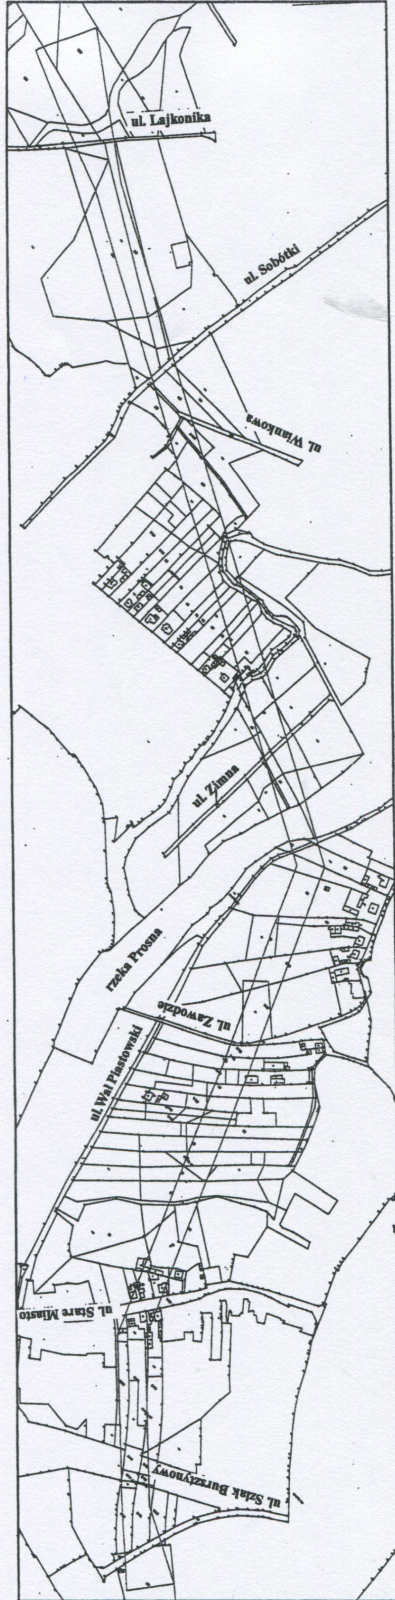 ul. Lajkonika
ul. Sobótki
ul. Wiankowa
ul. Zimna
rzeka Prosna
ul. Zawodzie
ul. Wał Piastowski
ul. Stare Miasto
ul. Szlak Bursztynowy